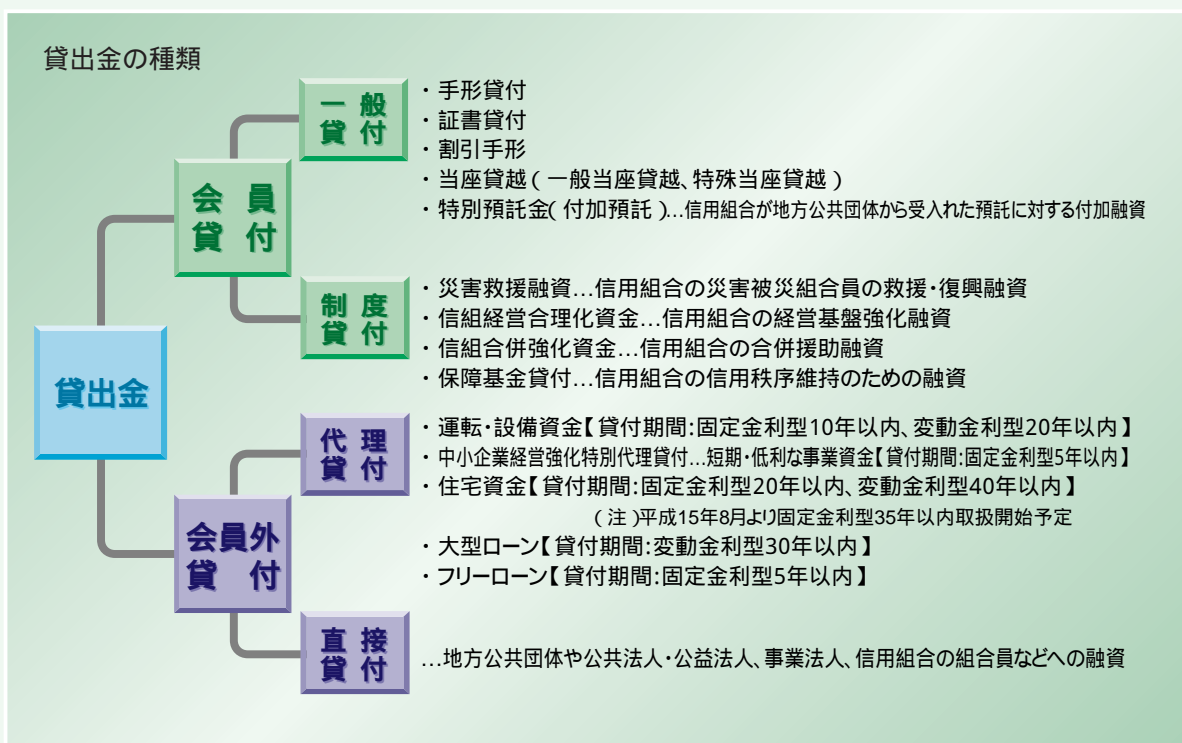 貸出金の種類
一般
貸付
・手形貸付
・証書貸付
・割引手形
・当座貸越(一般当座貸越、特殊当座貸越)
・特別預託金(付加預託)…信用組合が地方公共団体から受入れた預託に対する付加融資
会員
貸付
制度
貸付
・災害救援融資…信用組合の災害被災組合員の救援・復興融資
・信組経営合理化資金…信用組合の経営基盤強化融資
・信組合併強化資金…信用組合の合併援助融資
・保障基金貸付…信用組合の信用秩序維持のための融資
貸出金
代理
貸付
・運転・設備資金【貸付期間:固定金利型10年以内、変動金利型20年以内】
・中小企業経営強化特別代理貸付…短期・低利な事業資金【貸付期間:固定金利型5年以内】
・住宅資金【貸付期間:固定金利型20年以内、変動金利型40年以内】
(注)平成15年8月より固定金利型35年以内取扱開始予定
・大型ローン【貸付期間:変動金利型30年以内】
・フリーローン【貸付期間:固定金利型5年以内】
会員外
貸付
直接
貸付
…地方公共団体や公共法人・公益法人、事業法人、信用組合の組合員などへの融資